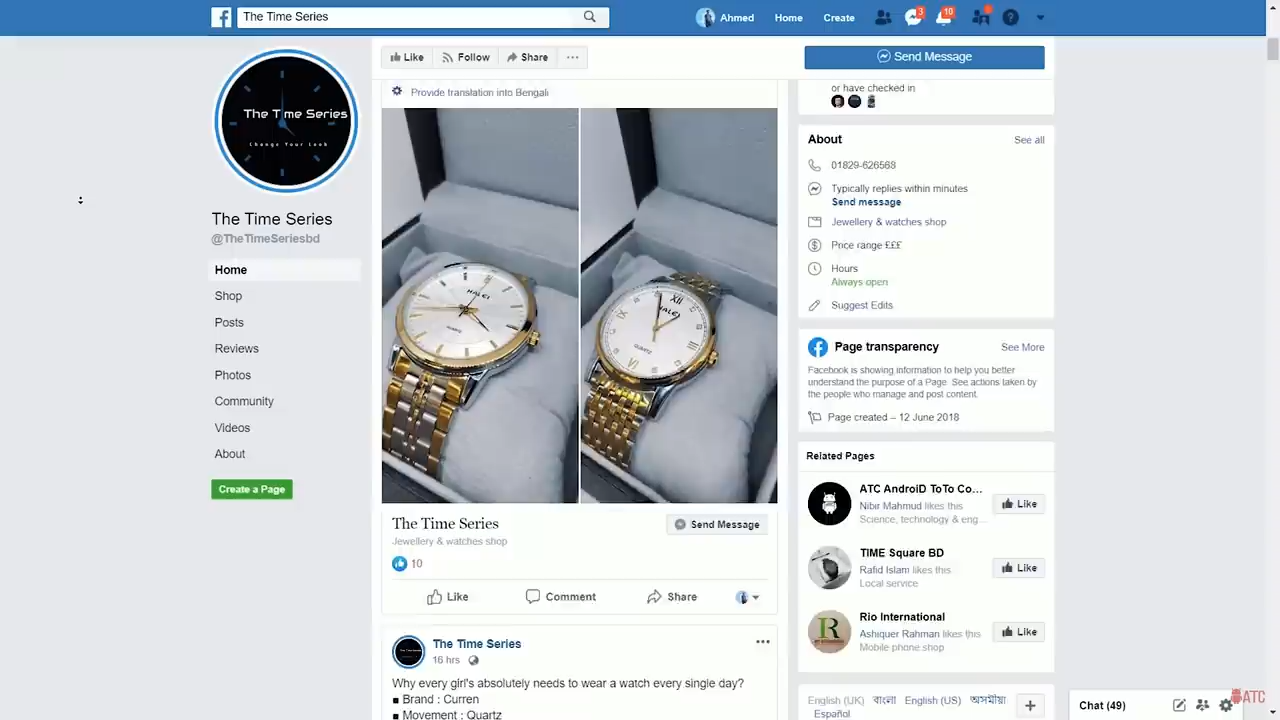 The Time Series
Ahmed
Home
Create
3
10
Like
Follow
Share
Send Message
The Time Series
Change Your Look
The Time Series
@TheTimeSeriesbd
Home
Shop
Posts
Reviews
Photos
Community
Videos
About
Create a Page
Provide translation into Bengali
HALEI
QUARTZ
XII
HALEI
QUARTZ
The Time Series
Jewellery & watches shop
Send Message
10
Like
Comment
Share
The Time Series
16 hrs
Why every girl's absolutely needs to wear a watch every single day?
■ Brand : Curren
■ Movement : Quartz
or have checked in
About
See all
01829-626568
Typically replies within minutes
Send message
Jewellery & watches shop
Price range £££
Hours
Always open
Suggest Edits
Page transparency
See More
Facebook is showing information to help you better
understand the purpose of a Page. See actions taken
by the people who manage and post content.
Page created – 12 June 2018
Related Pages
ATC AndroiD ToTo Co...
Nibir Mahmud likes this
Science, technology & eng...
Like
TIME Square BD
Rafid Islam likes this
Local service
Like
Rio International
Ashiquer Rahman likes this
Mobile phone shop
Like
English (UK) বাংলা English (US) অসমীয়া
Español
Chat (49)
ATC